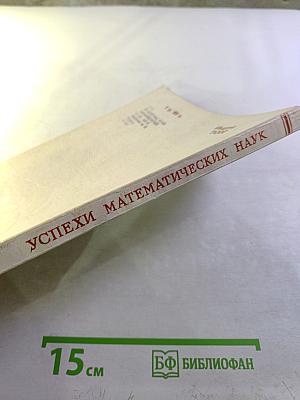 УСПЕХИ МАТЕМАТИЧЕСКИХ НАУК
15 см
БФ БИБЛИОФАН